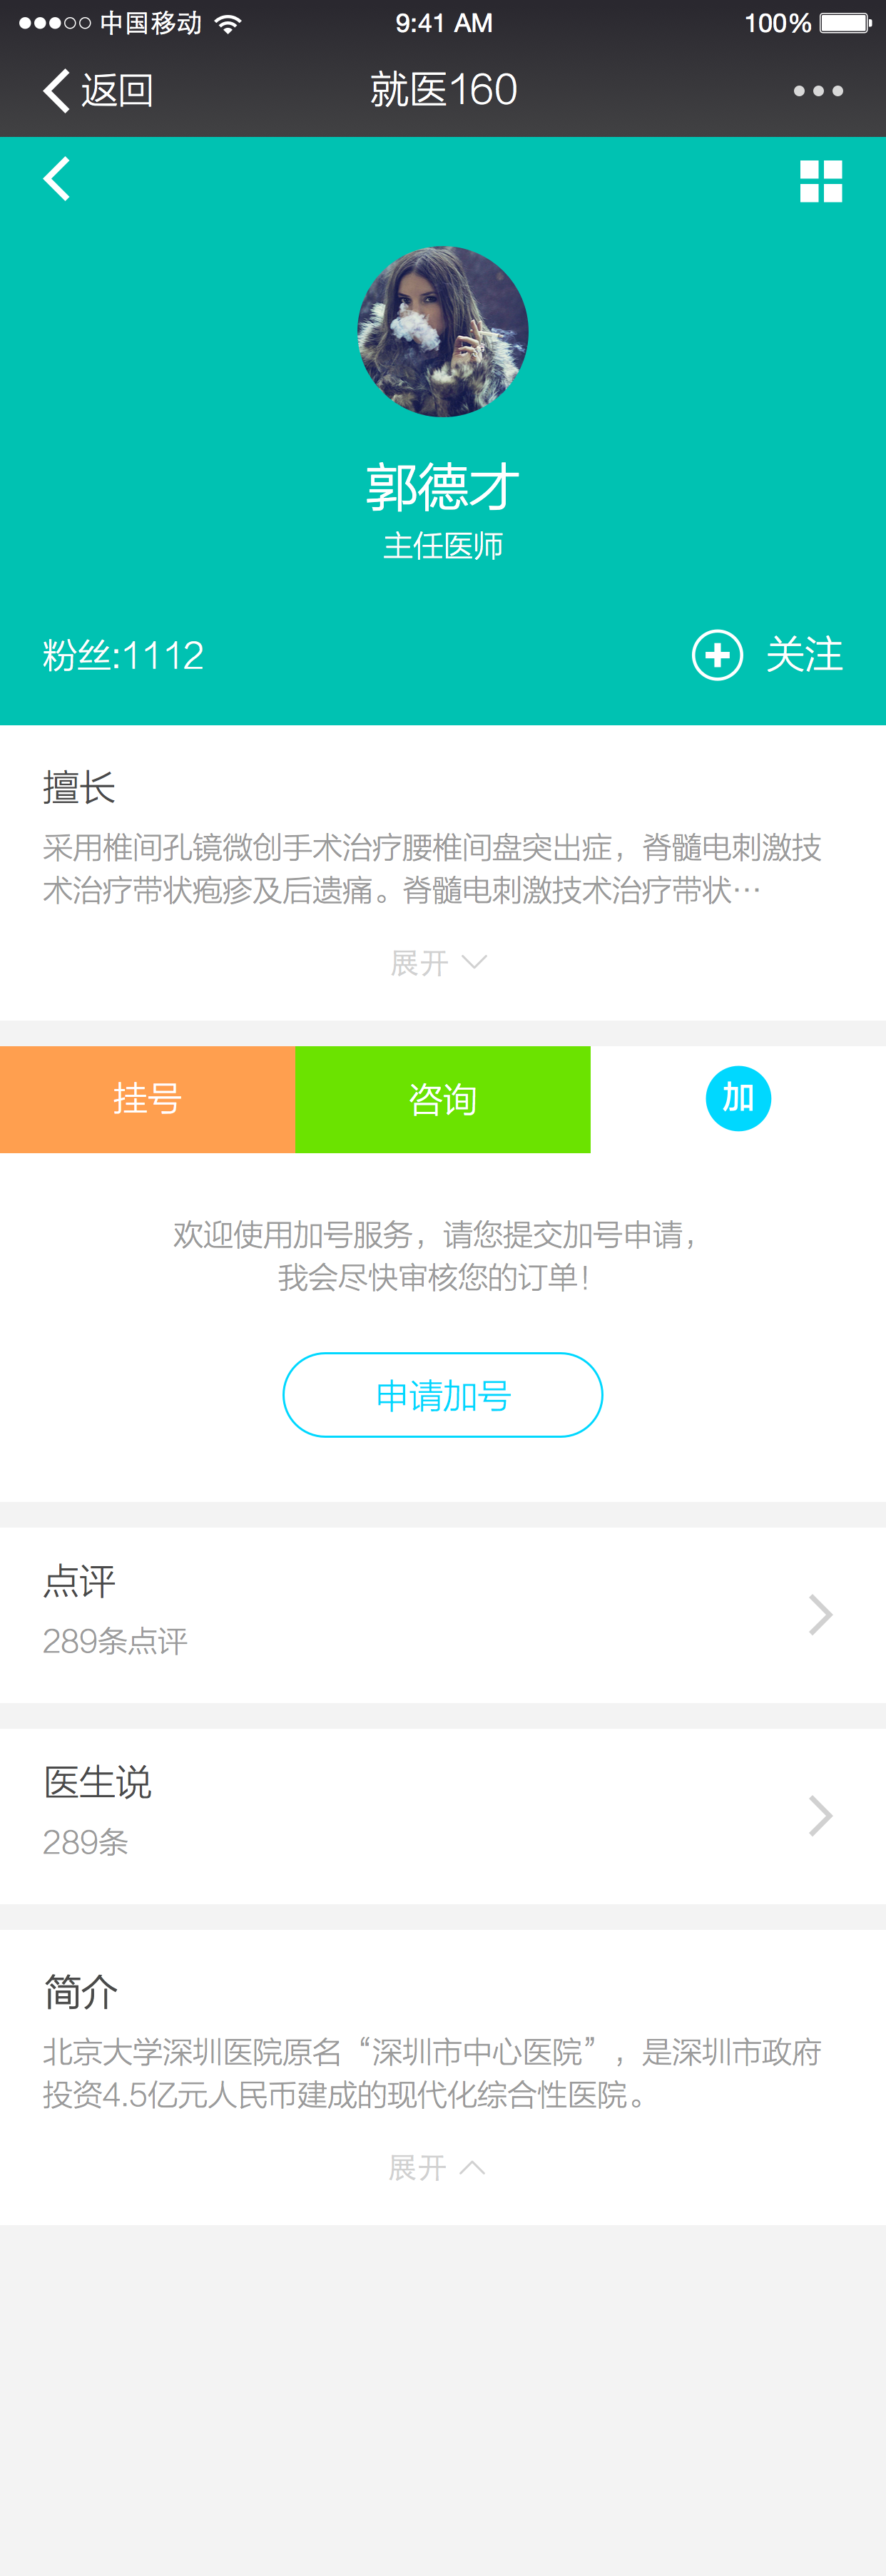 中国移动 9:41 AM 100%
返回 就医160
郭德才
主任医师
粉丝:1112 关注
擅长
采用椎间孔镜微创手术治疗腰椎间盘突出症，脊髓电刺激技
术治疗带状疱疹及后遗痛。脊髓电刺激技术治疗带状…
展开
挂号 咨询 加
欢迎使用加号服务，请您提交加号申请，
我会尽快审核您的订单！
申请加号
点评
289条点评
医生说
289条
简介
北京大学深圳医院原名“深圳市中心医院”，是深圳市政府
投资4.5亿元人民币建成的现代化综合性医院。
展开